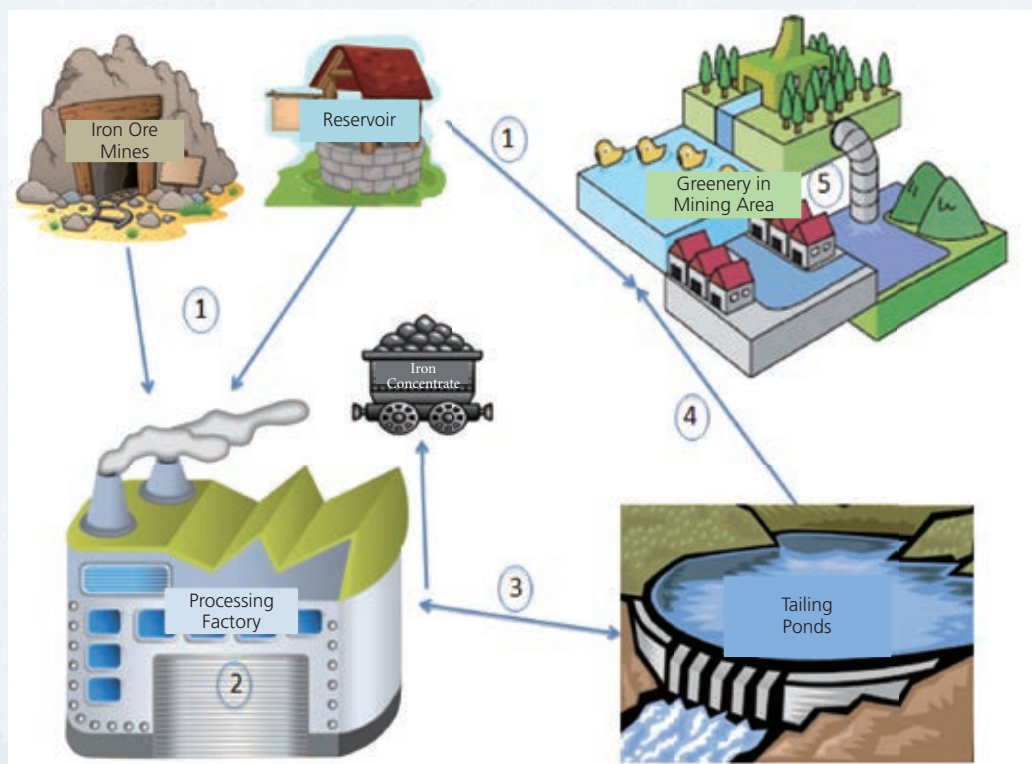 Iron Ore
Mines
Reservoir
1
Greenery in
Mining Area
5
1
Iron
Concentrate
4
3
Processing
Factory
2
Tailing
Ponds